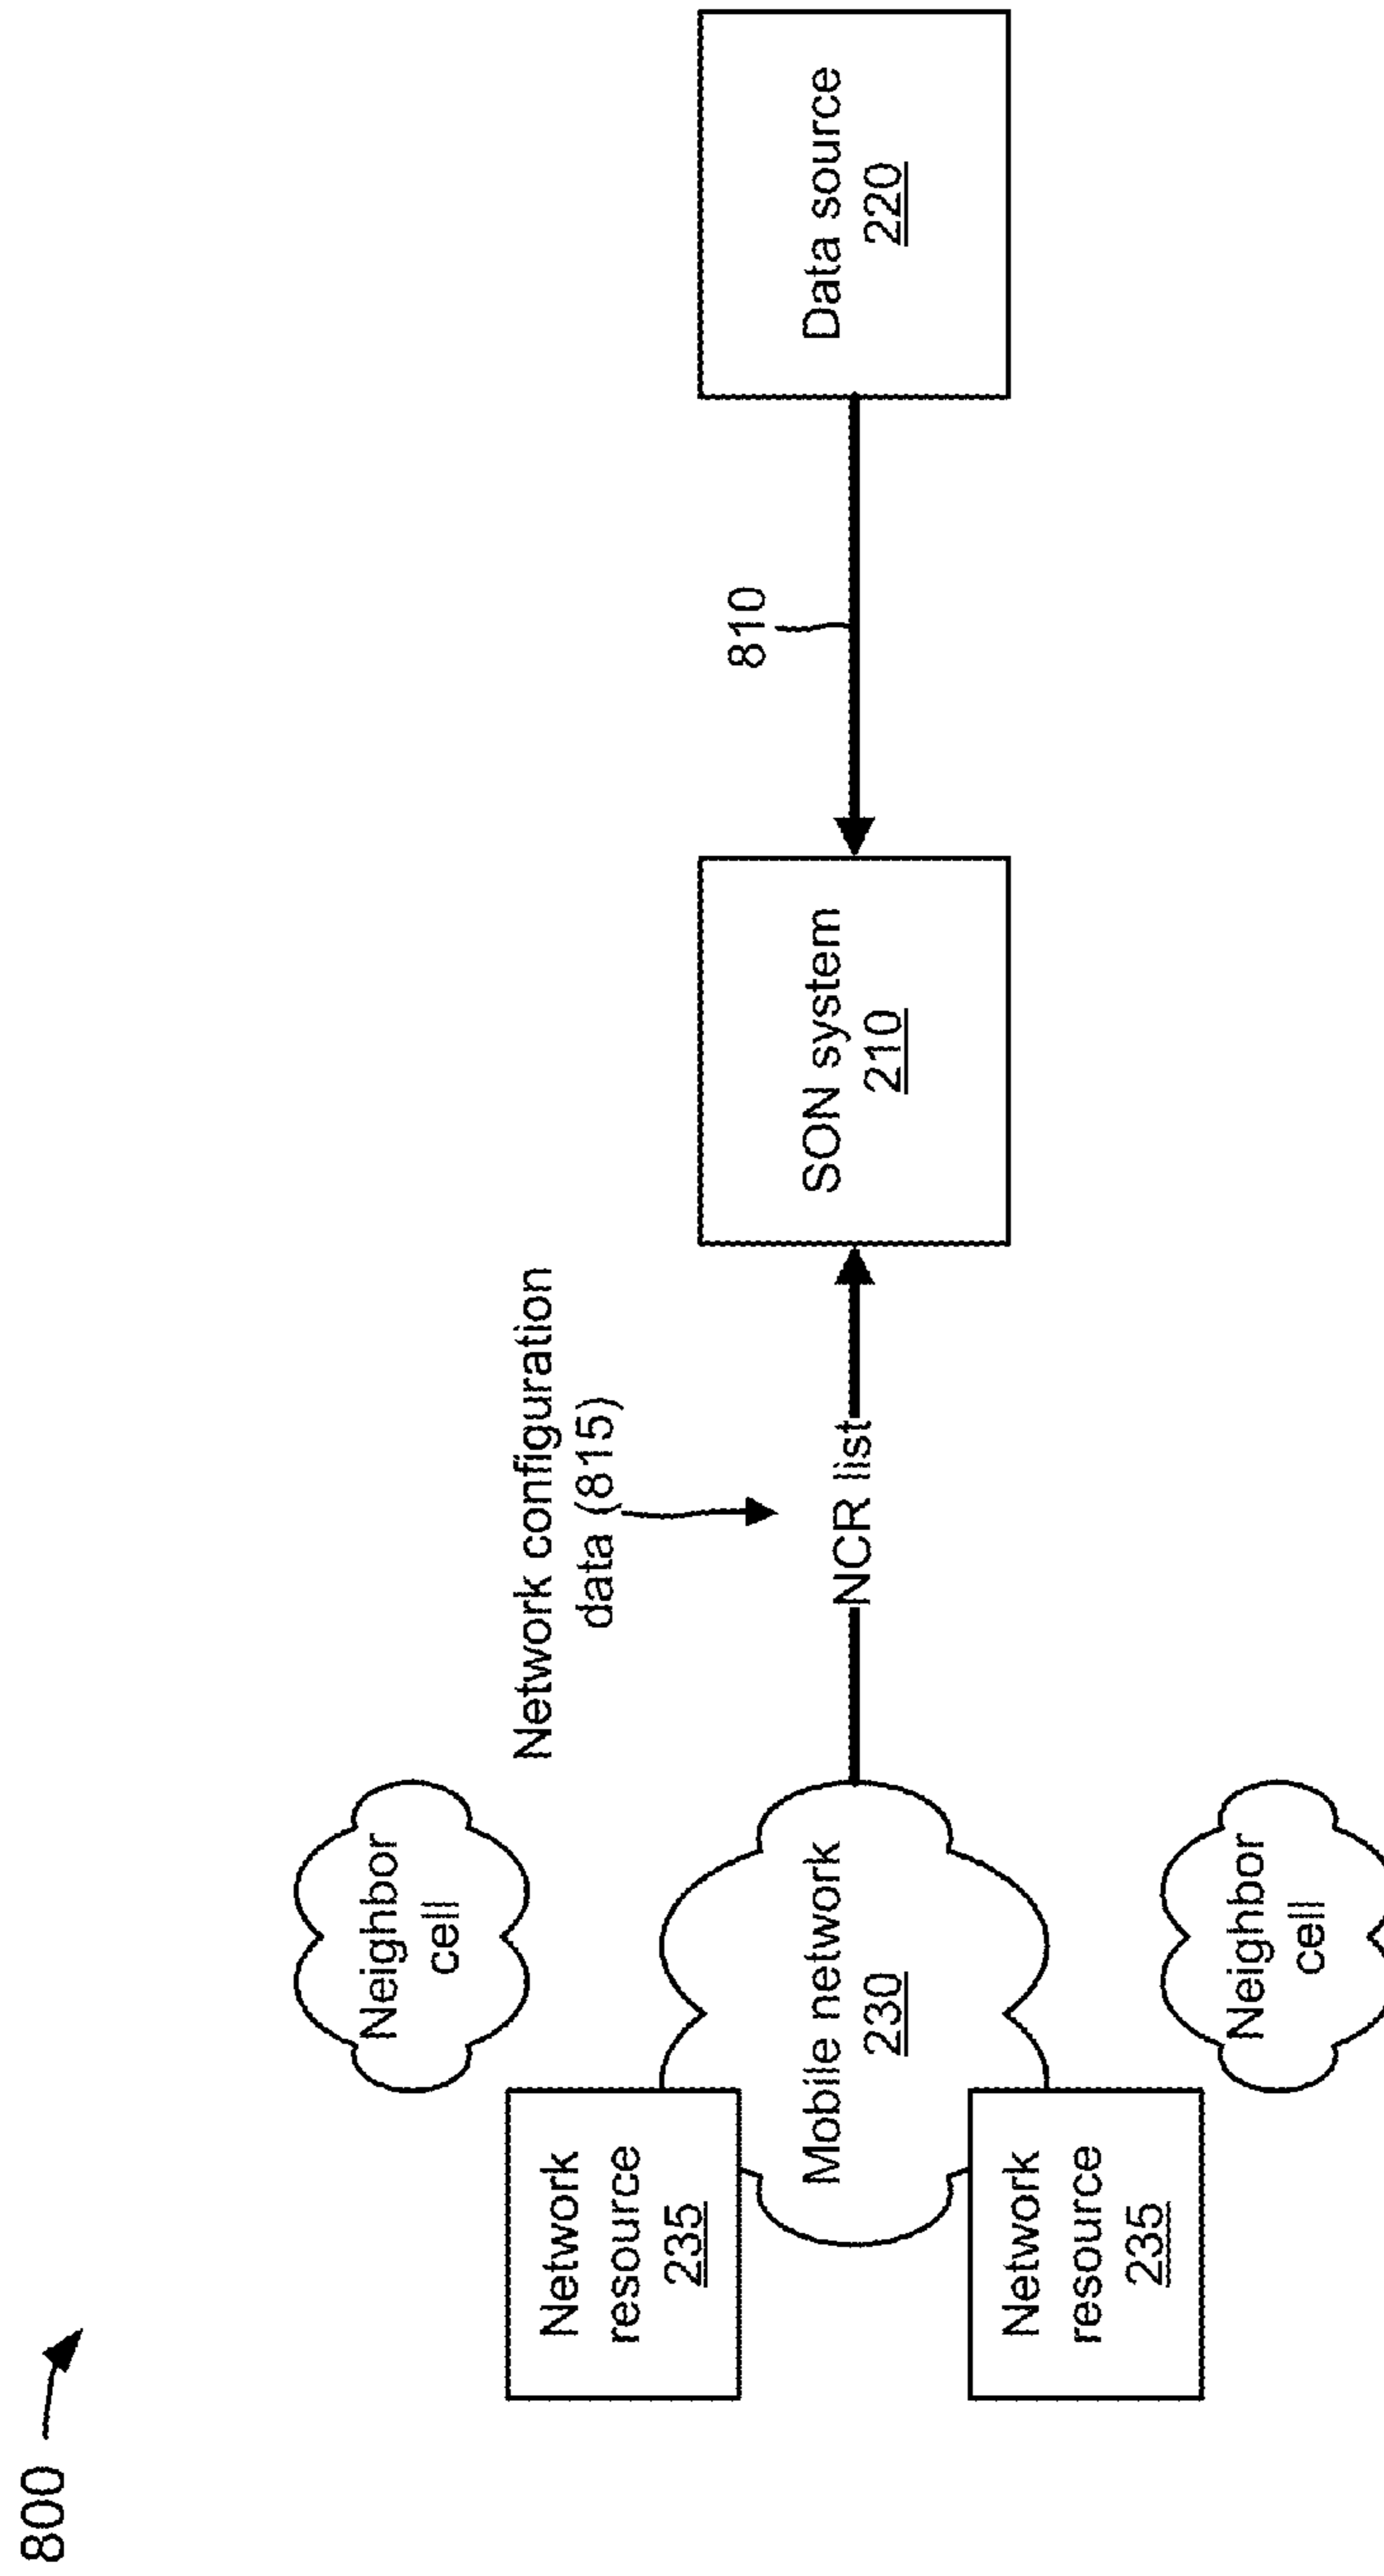 800
Neighbor
cell
Network configuration
data (815)
Network
resource
235
Mobile network
230
NCR list
SON system
210
810
Data source
220
Network
resource
235
Neighbor
cell